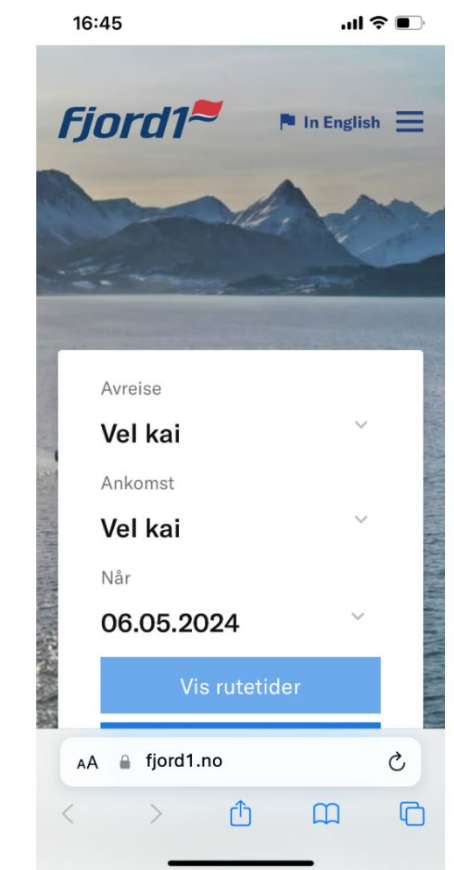 16:45
Fjord1
In English
Avreise
Vel kai
Ankomst
Vel kai
Når
06.05.2024
Vis rutetider
AA fjord1.no